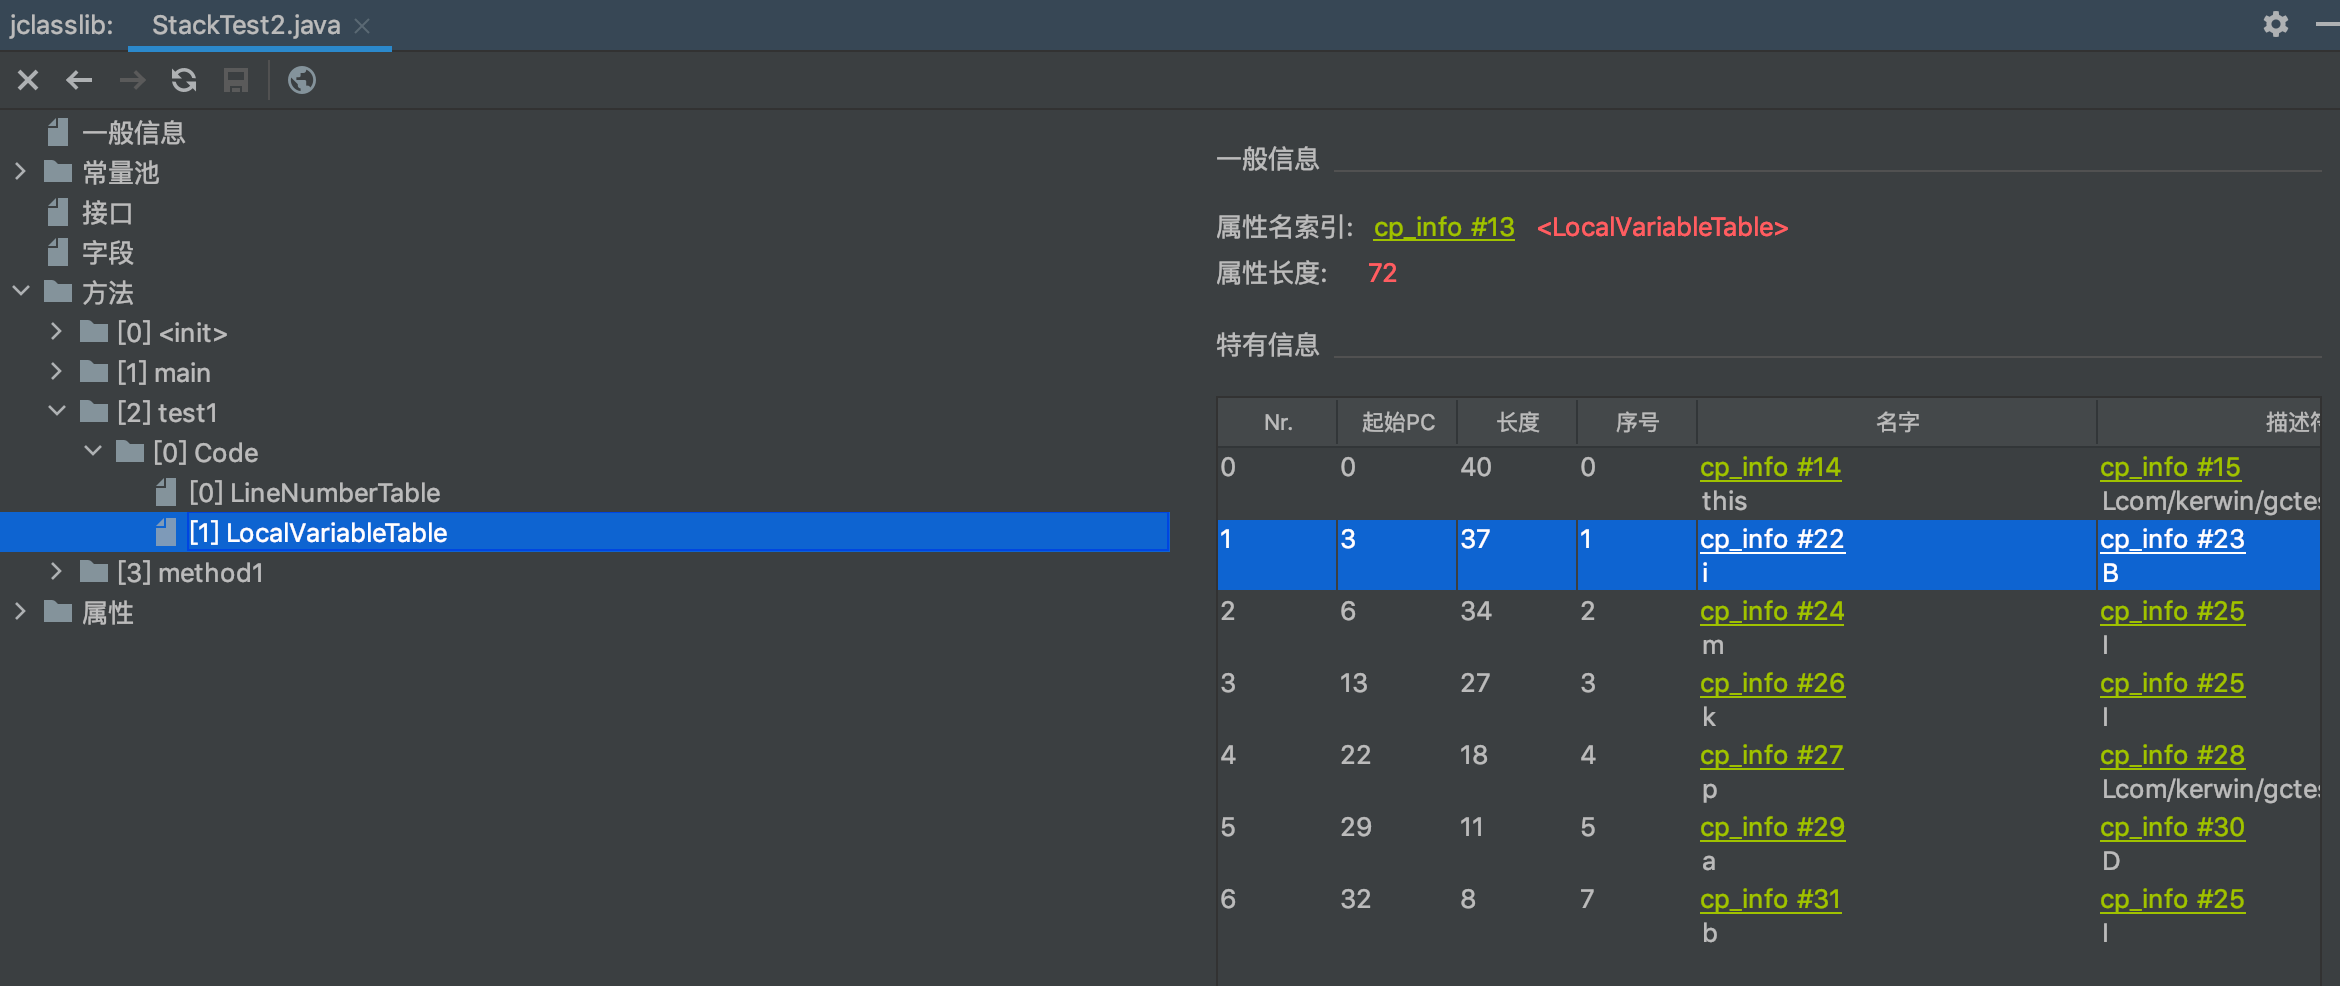 jclasslib: StackTest2.java
一般信息
常量池
接口
字段
方法
[0] <init>
[1] main
[2] test1
[0] Code
[0] LineNumberTable
[1] LocalVariableTable
[3] method1
属性
一般信息
属性名索引: cp_info #13 <LocalVariableTable>
属性长度: 72
特有信息
Nr. 起始PC 长度 序号 名字 描述符
0 0 40 0 cp_info #14 cp_info #15
this Lcom/kerwin/gctes
1 3 37 1 cp_info #22 cp_info #23
i B
2 6 34 2 cp_info #24 cp_info #25
m I
3 13 27 3 cp_info #26 cp_info #25
k I
4 22 18 4 cp_info #27 cp_info #28
p Lcom/kerwin/gctes
5 29 11 5 cp_info #29 cp_info #30
a D
6 32 8 7 cp_info #31 cp_info #25
b I